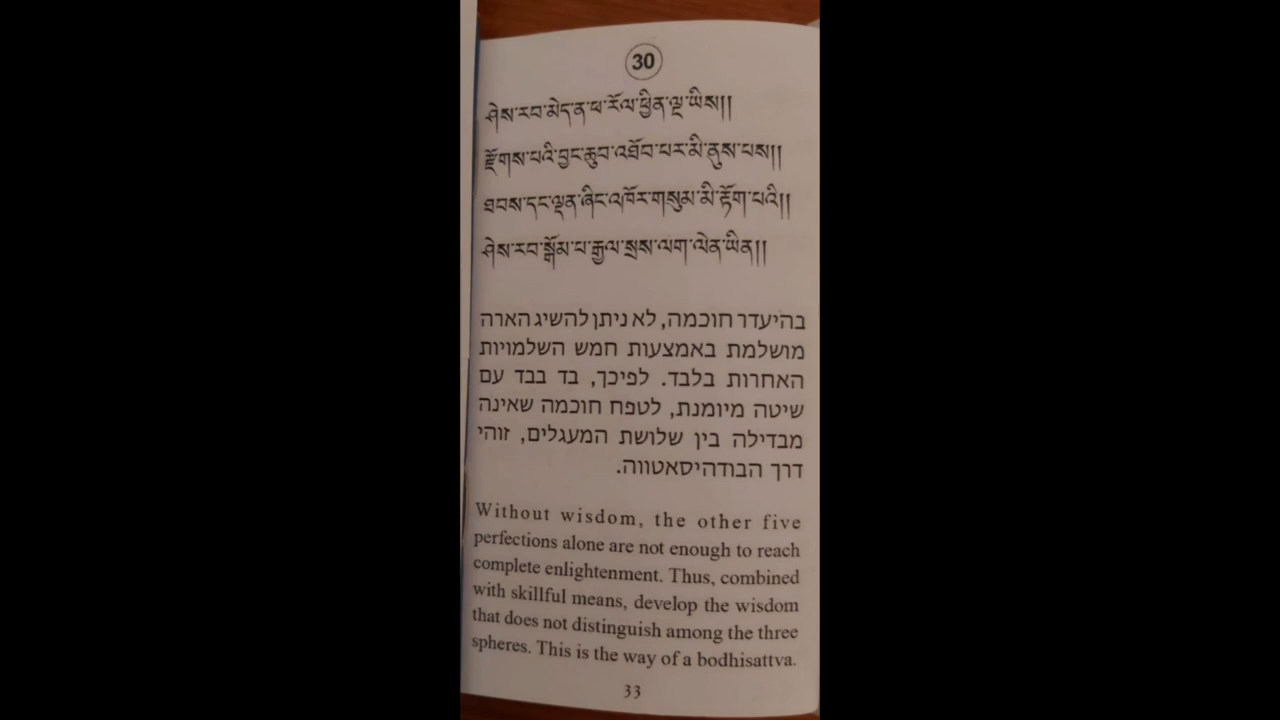 30
ཤེས་རབ་མེད་ན་ཕ་རོལ་ཕྱིན་ལྔ་ཡིས།།
རྫོགས་པའི་བྱང་ཆུབ་འཐོབ་པར་མི་ནུས་པས།།
ཐབས་དང་ལྡན་ཞིང་འཁོར་གསུམ་མི་རྟོག་པའི།།
ཤེས་རབ་སྒོམ་པ་རྒྱལ་སྲས་ལག་ལེན་ཡིན།།
בהיעדר חוכמה, לא ניתן להשיג הארה
מושלמת באמצעות חמש השלמויות
האחרות בלבד. לפיכך, בד בבד עם
שיטה מיומנת, לטפח חוכמה שאינה
מבדילה בין שלושת המעגלים, זוהי
דרך הבודהיסאטווה.
Without wisdom, the other five
perfections alone are not enough to reach
complete enlightenment. Thus, combined
with skillful means, develop the wisdom
that does not distinguish among the three
spheres. This is the way of a bodhisattva.
33